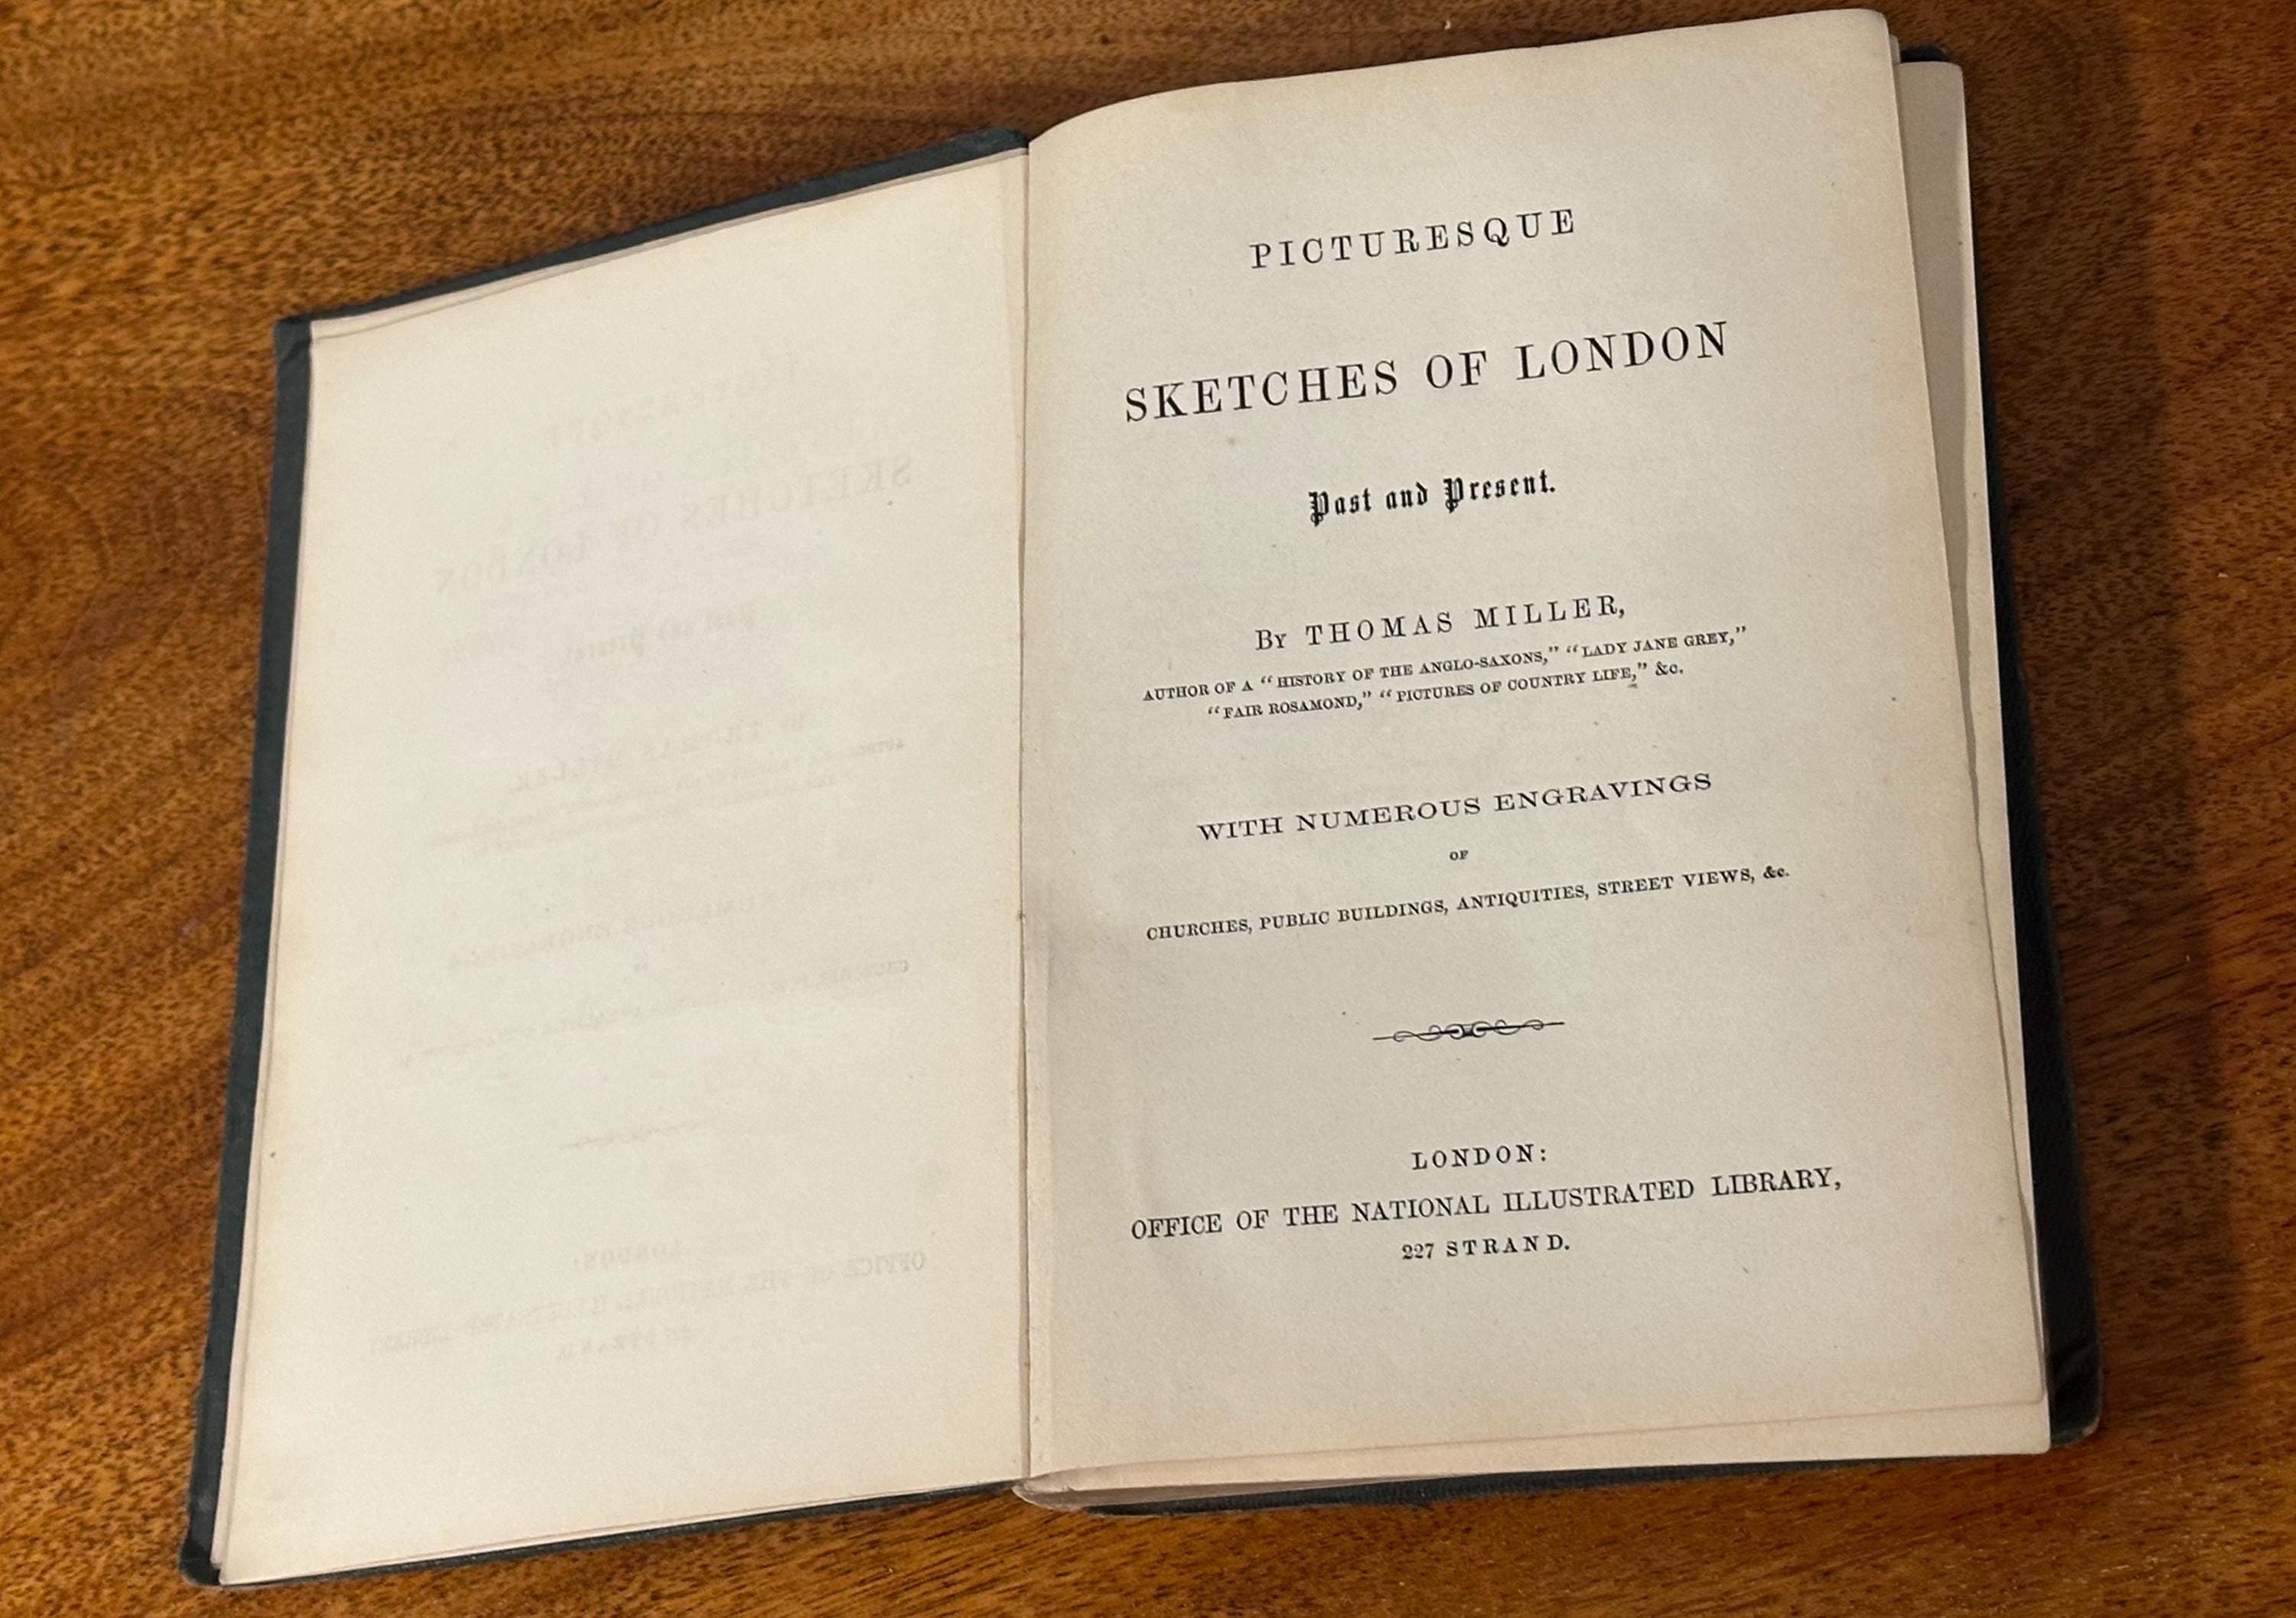 PICTURESQUE
SKETCHES OF LONDON
Past and Present.
By THOMAS MILLER,
AUTHOR OF A “HISTORY OF THE ANGLO-SAXONS,” “LADY JANE GREY,”
“FAIR ROSAMOND,” “PICTURES OF COUNTRY LIFE,” &c.
WITH NUMEROUS ENGRAVINGS
OF
CHURCHES, PUBLIC BUILDINGS, ANTIQUITIES, STREET VIEWS, &c.
LONDON:
OFFICE OF THE NATIONAL ILLUSTRATED LIBRARY,
227 STRAND.